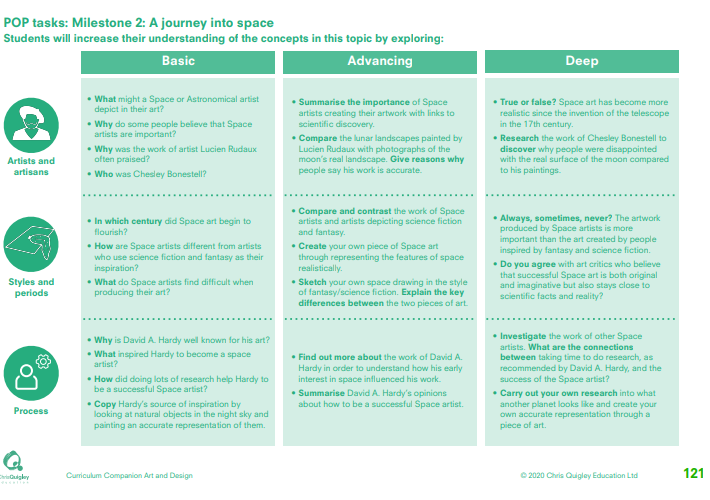 POP tasks: Milestone 2: A journey into space
Students will increase their understanding of the concepts in this topic by exploring:
Basic
Advancing
Deep
Artists and
artisans
• What might a Space or Astronomical artist
depict in their art?
• Why do some people believe that Space
artists are important?
• Why was the work of artist Lucien Rudaux
often praised?
• Who was Chesley Bonestell?
• Summarise the importance of Space
artists creating their artwork with links to
scientific discovery.
• Compare the lunar landscapes painted by
Lucien Rudaux with photographs of the
moon's real landscape. Give reasons why
people say his work is accurate.
• True or false? Space art has become more
realistic since the invention of the telescope
in the 17th century.
• Research the work of Chesley Bonestell to
discover why people were disappointed
with the real surface of the moon compared
to his paintings.
Styles and
periods
• In which century did Space art begin to
flourish?
• How are Space artists different from artists
who use science fiction and fantasy as their
inspiration?
• What do Space artists find difficult when
producing their art?
• Compare and contrast the work of Space
artists and artists depicting science fiction
and fantasy.
• Create your own piece of Space art
through representing the features of space
realistically.
• Sketch your own space drawing in the style
of fantasy/science fiction. Explain the key
differences between the two pieces of art.
• Always, sometimes, never? The artwork
produced by Space artists is more
important than the art created by people
inspired by fantasy and science fiction.
• Do you agree with art critics who believe
that successful Space art is both original
and imaginative but also stays close to
scientific facts and reality?
Process
• Why is David A. Hardy well known for his art?
• What inspired Hardy to become a space
artist?
• How did doing lots of research help Hardy to
be a successful Space artist?
• Copy Hardy's source of inspiration by
looking at natural objects in the night sky and
painting an accurate representation of them.
• Find out more about the work of David A.
Hardy in order to understand how his early
interest in space influenced his work.
• Summarise David A. Hardy's opinions
about how to be a successful Space artist.
• Investigate the work of other Space
artists. What are the connections
between taking time to do research, as
recommended by David A. Hardy, and the
success of the Space artist?
• Carry out your own research into what
another planet looks like and create your
own accurate representation through a
piece of art.
ChrisQuigley
Curriculum Companion Art and Design
© 2020 Chris Quigley Education Ltd
121